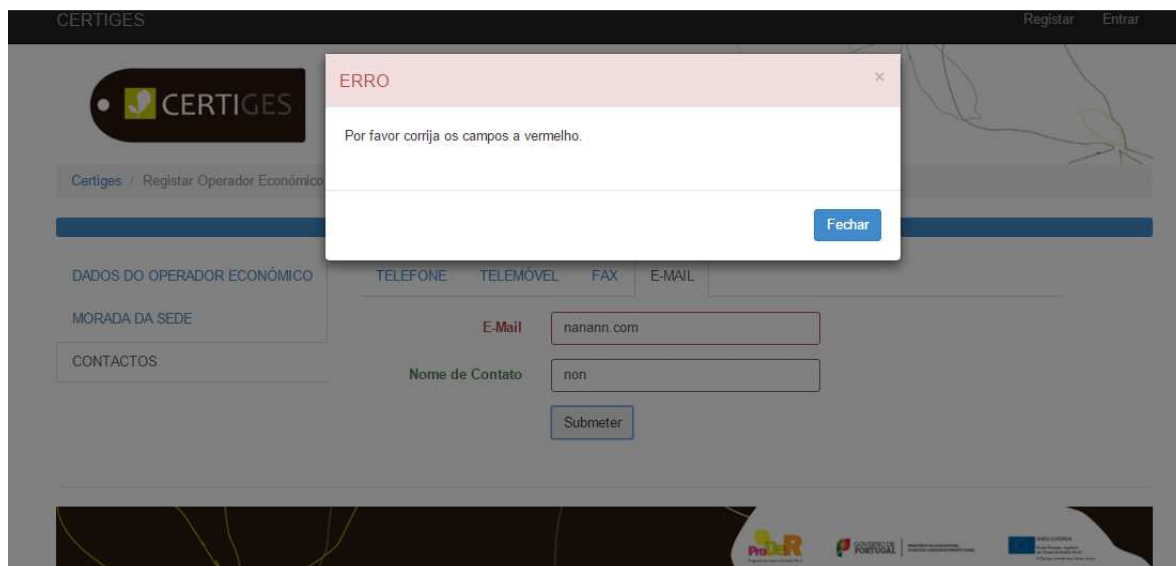 CERTIGES
Registar Entrar
ERRO ×
CERTIGES
Por favor corrija os campos a vermelho.
Certiges / Registar Operador Económico
Fechar
DADOS DO OPERADOR ECONÓMICO
MORADA DA SEDE
CONTACTOS
TELEFONE TELEMÓVEL FAX E-MAIL
E-Mail nanann.com
Nome de Contato non
Submeter
ProDeR
GOVERNO DE
PORTUGAL